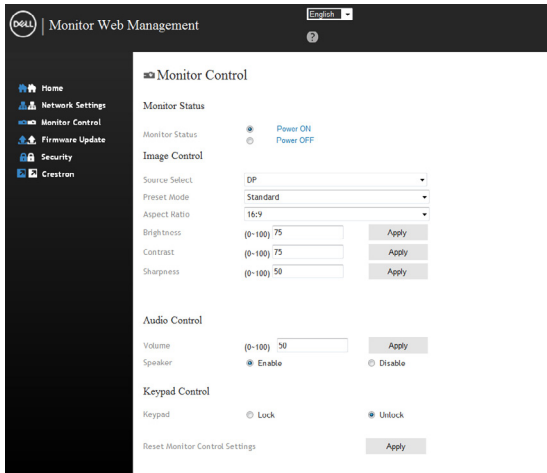 DELL Monitor Web Management
English
?
Home
Network Settings
Monitor Control
Firmware Update
Security
Crestron
Monitor Control
Monitor Status
Monitor Status Power ON
Power OFF
Image Control
Source Select DP
Preset Mode Standard
Aspect Ratio 16:9
Brightness (0~100) 75 Apply
Contrast (0~100) 75 Apply
Sharpness (0~100) 50 Apply
Audio Control
Volume (0~100) 50 Apply
Speaker Enable Disable
Keypad Control
Keypad Lock Unlock
Reset Monitor Control Settings Apply